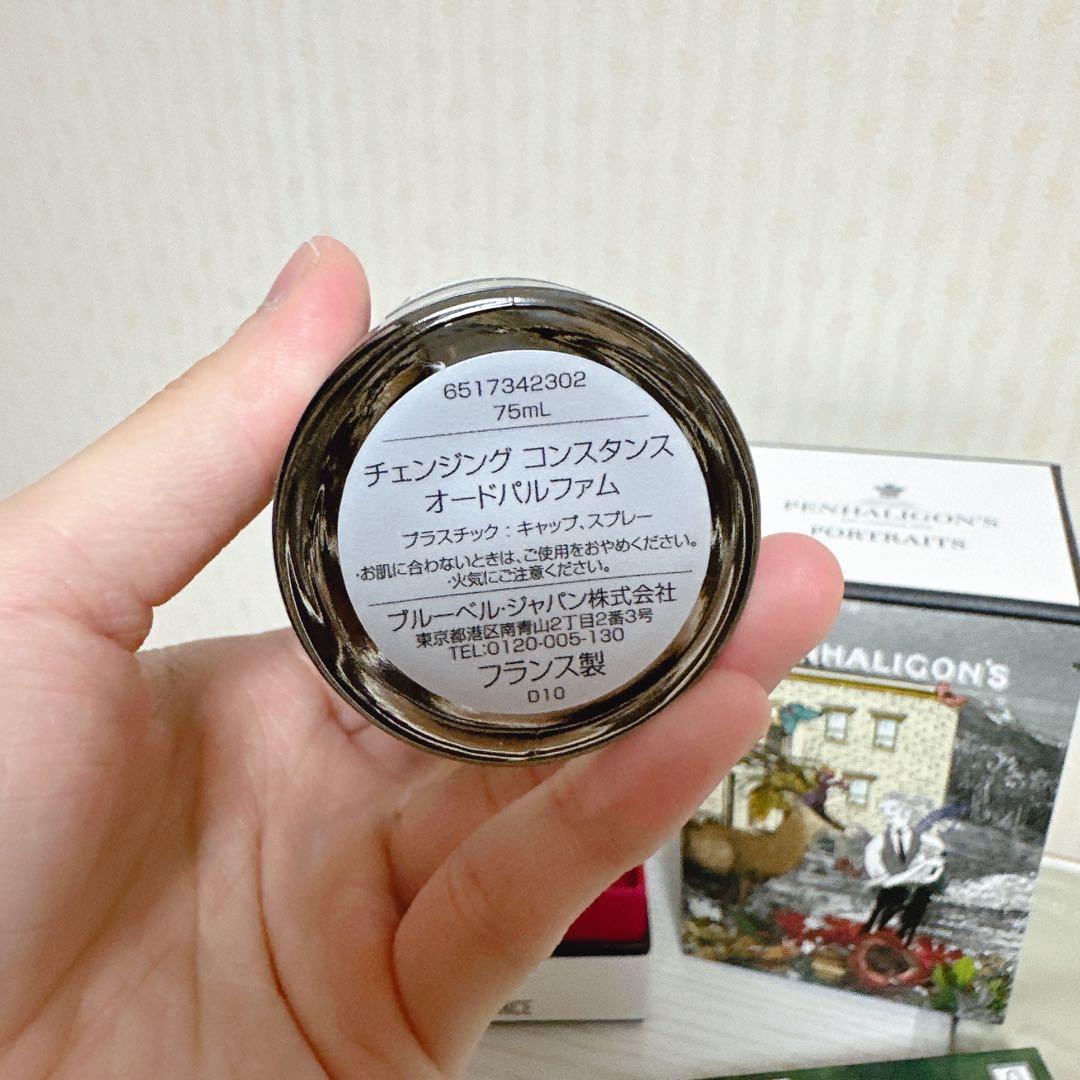 6517342302
75mL
チェンジング コンスタンス
オードパルファム
プラスチック：キャップ、スプレー
・お肌に合わないときは、ご使用をおやめください。
・火気にご注意ください。
ブルーベル・ジャパン株式会社
東京都港区南青山2丁目2番3号
TEL:0120-005-130
フランス製
D10
PENHALIGON'S
PORTRAITS
NHALIGON'S